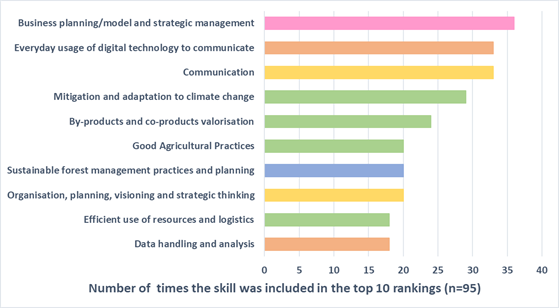 Business planning/model and strategic management
Everyday usage of digital technology to communicate
Communication
Mitigation and adaptation to climate change
By-products and co-products valorisation
Good Agricultural Practices
Sustainable forest management practices and planning
Organisation, planning, visioning and strategic thinking
Efficient use of resources and logistics
Data handling and analysis
0 5 10 15 20 25 30 35 40
Number of times the skill was included in the top 10 rankings (n=95)